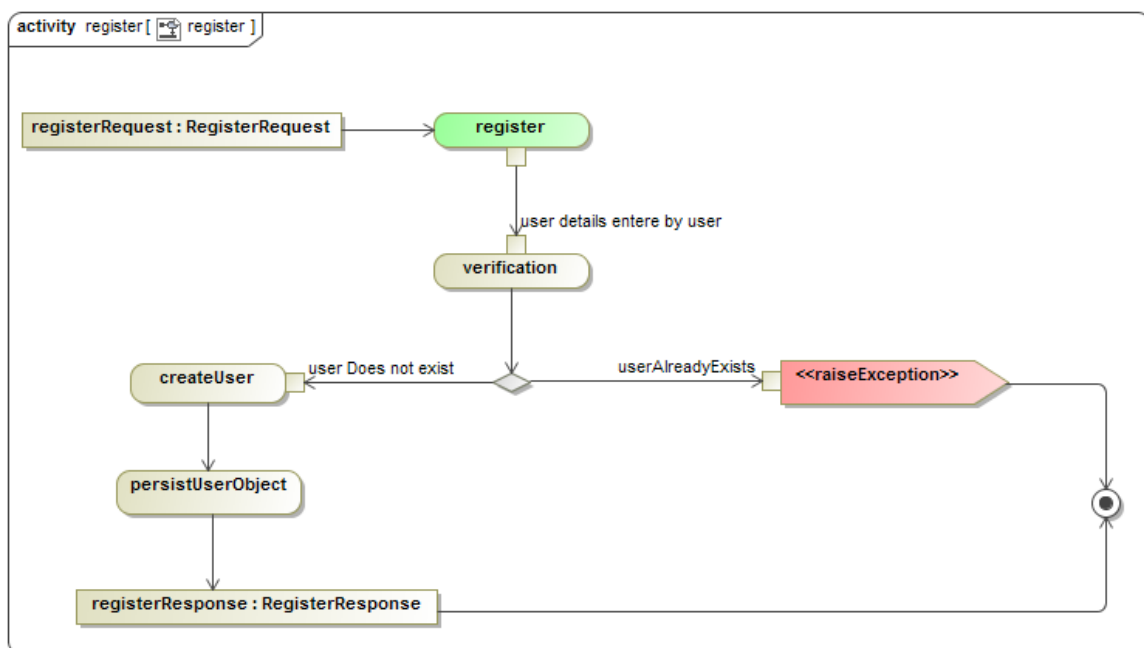 activity register [ register ]
registerRequest : RegisterRequest
register
user details entere by user
verification
user Does not exist
userAlreadyExists
createUser
<<raiseException>>
persistUserObject
registerResponse : RegisterResponse